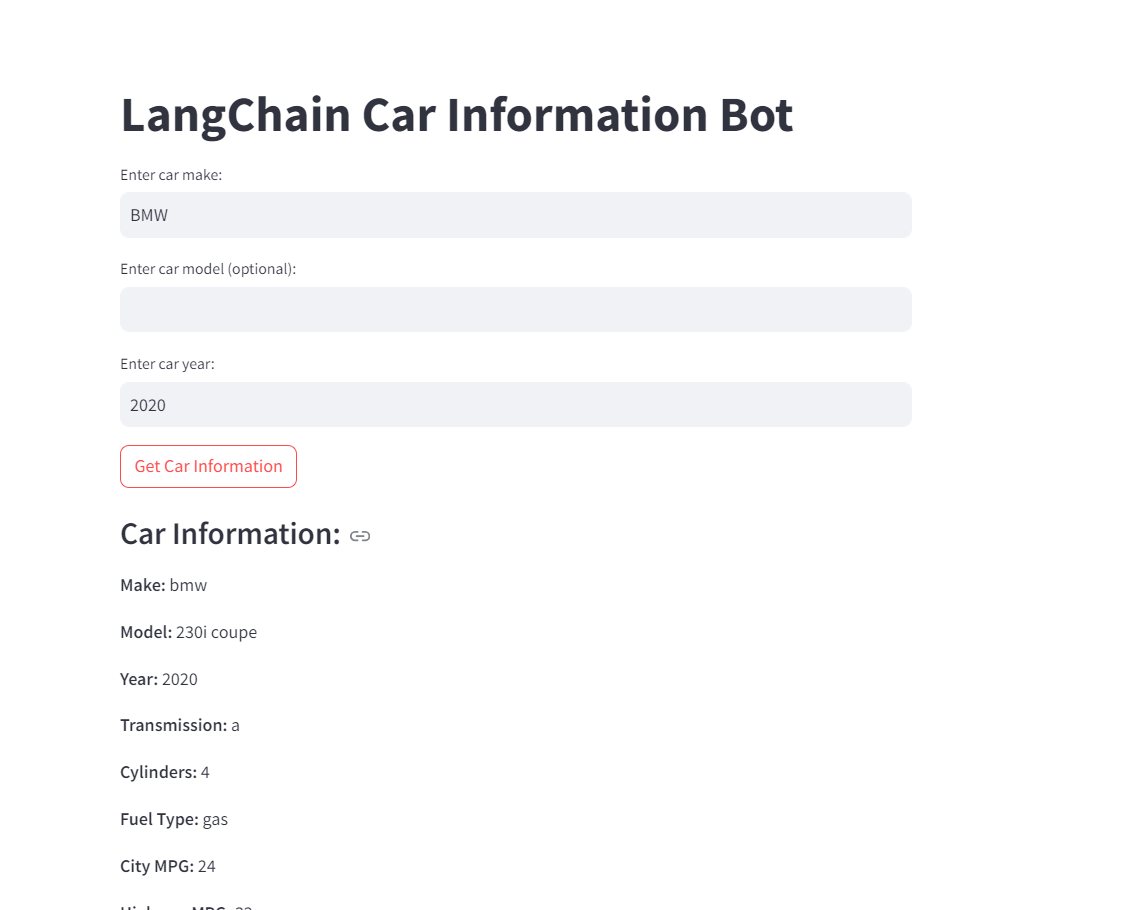 LangChain Car Information Bot
Enter car make:
BMW
Enter car model (optional):
Enter car year:
2020
Get Car Information
Car Information:
Make: bmw
Model: 230i coupe
Year: 2020
Transmission: a
Cylinders: 4
Fuel Type: gas
City MPG: 24